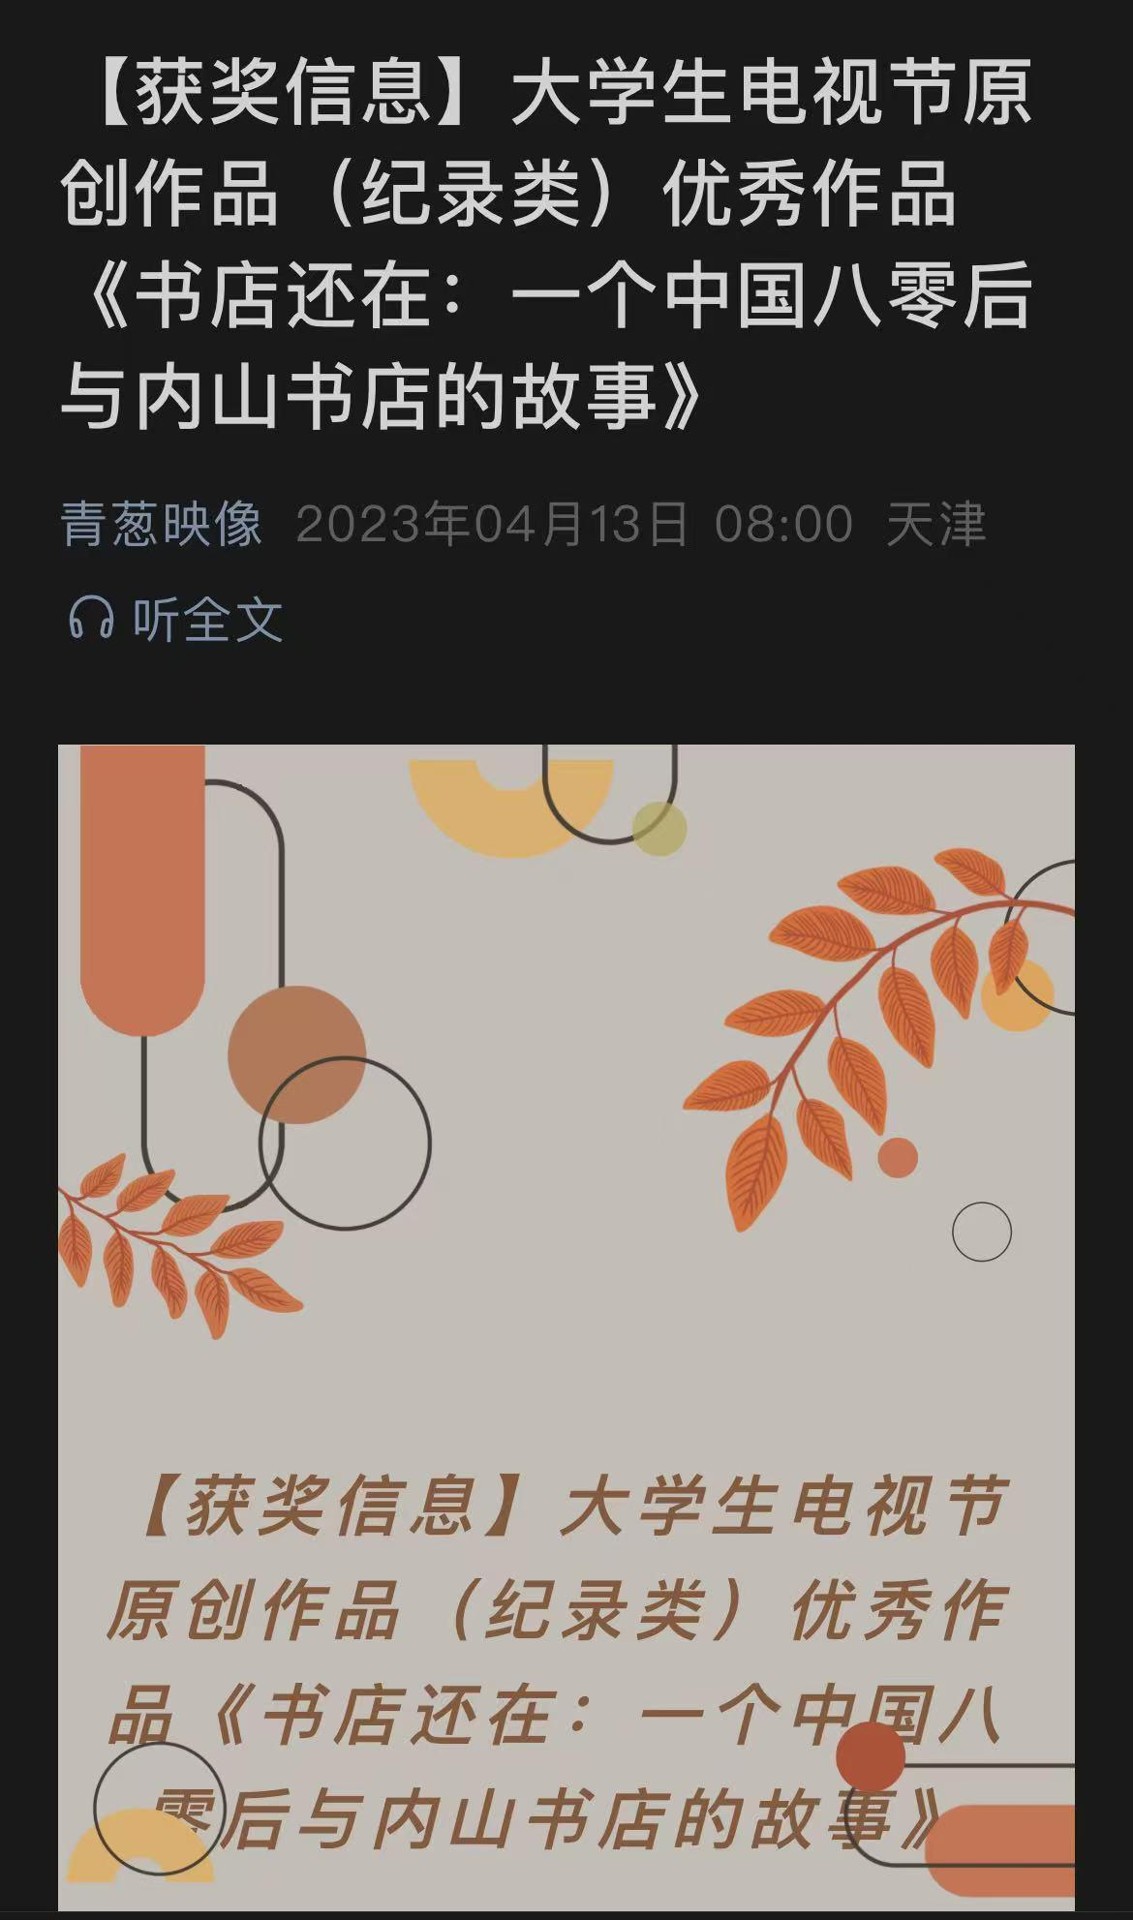 【获奖信息】大学生电视节原
创作品（纪录类）优秀作品
《书店还在：一个中国八零后
与内山书店的故事》
青葱映像 2023年04月13日 08:00 天津
听全文
【获奖信息】大学生电视节
原创作品（纪录类）优秀作
品《书店还在：一个中国八
零后与内山书店的故事》